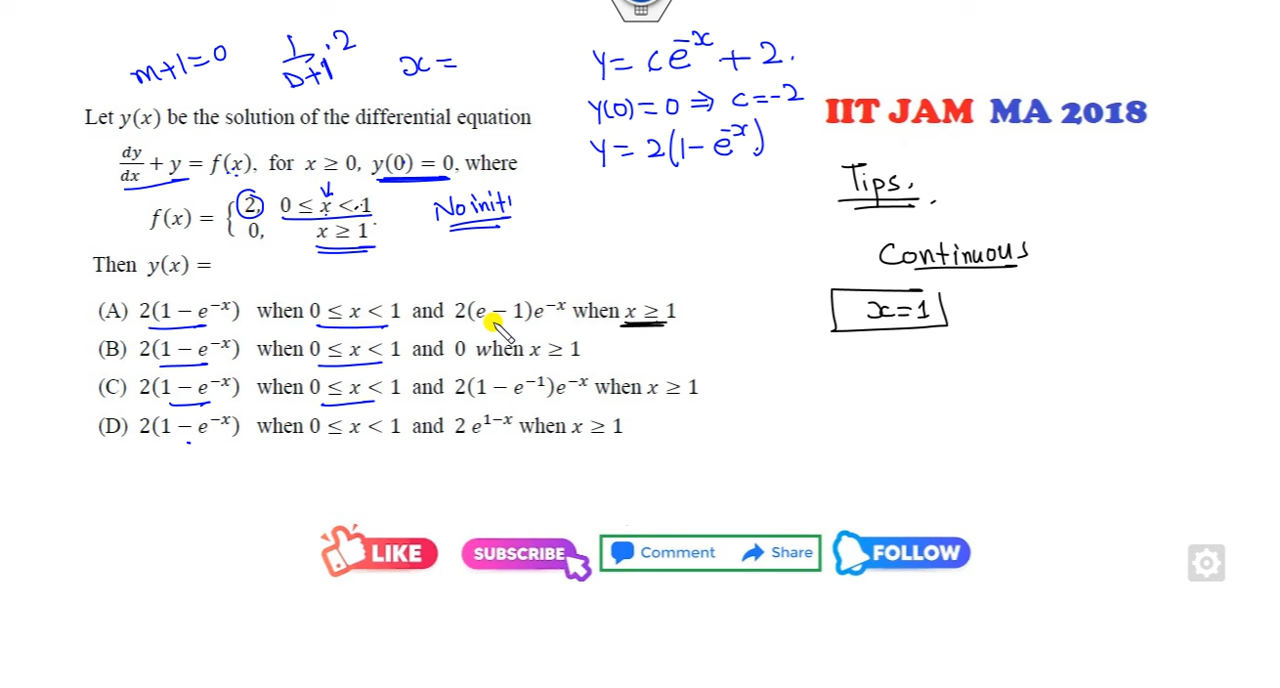 m+1=0
1/D+1 · 2
x=
y = ce^{-x} + 2.
y(0)=0 ⇒ c=-2
y = 2(1-e^{-x})
IIT JAM MA 2018
Let y(x) be the solution of the differential equation
dy/dx + y = f(x), for x ≥ 0, y(0) = 0, where
f(x) = { 2, 0 ≤ x < 1
0, x ≥ 1
No initi
Then y(x) =
(A) 2(1 − e^{−x}) when 0 ≤ x < 1 and 2(e − 1)e^{−x} when x ≥ 1
(B) 2(1 − e^{−x}) when 0 ≤ x < 1 and 0 when x ≥ 1
(C) 2(1 − e^{−x}) when 0 ≤ x < 1 and 2(1 − e^{−1})e^{−x} when x ≥ 1
(D) 2(1 − e^{−x}) when 0 ≤ x < 1 and 2 e^{1−x} when x ≥ 1
Tips.
Continuous
x=1
LIKE
SUBSCRIBE
Comment
Share
FOLLOW